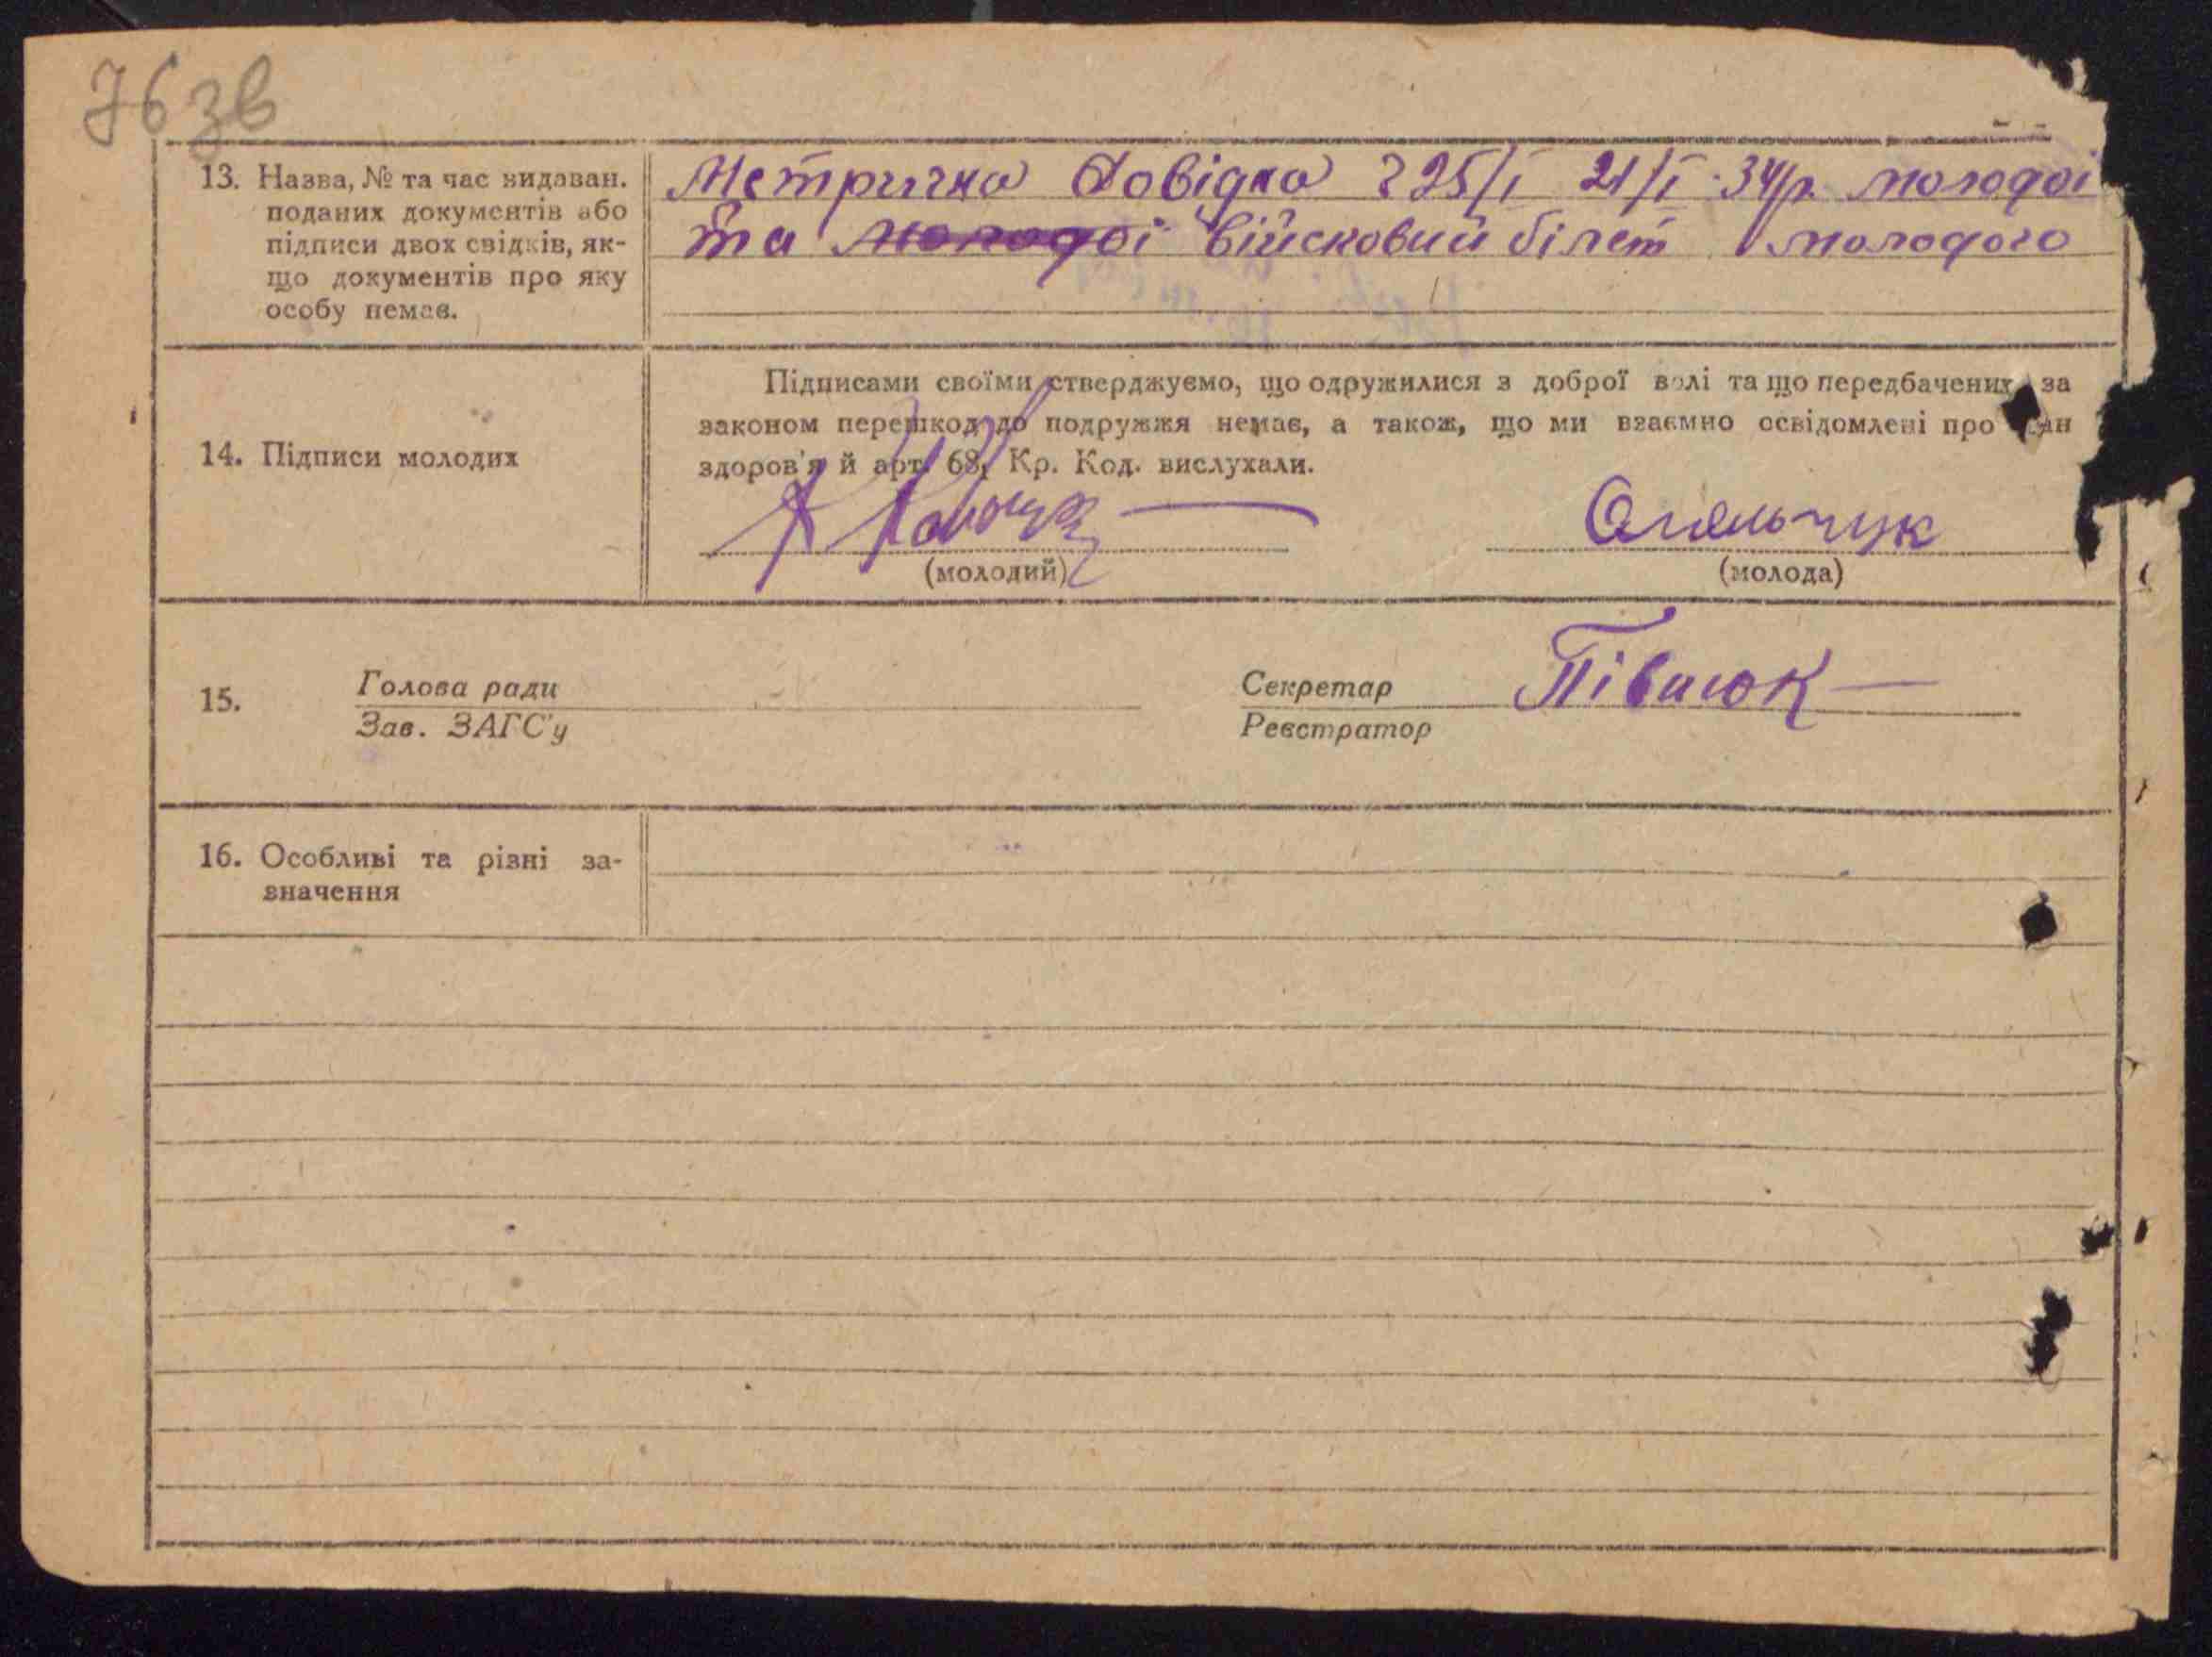 76 зв
13. Назва, № та час видаван.
поданих документів або
підписи двох свідків, як-
що документів про яку
особу немає.
Метрична Довідка 225/I 21/I-34р. молодої
та молодої військовий білет молодого
14. Підписи молодих
Підписами своїми стверджуємо, що одружилися з доброї волі та що передбачених за
законом перешкод до подружжя немає, а також, що ми взаємно освідомлені про стан
здоров'я й арт. 68, Кр. Код. вислухали.
(молодий)
(молода)
15.
Голова ради
Зав. ЗАГС'у
Секретар
Реєстратор
Півнюк
16. Особливі та різні за-
значення